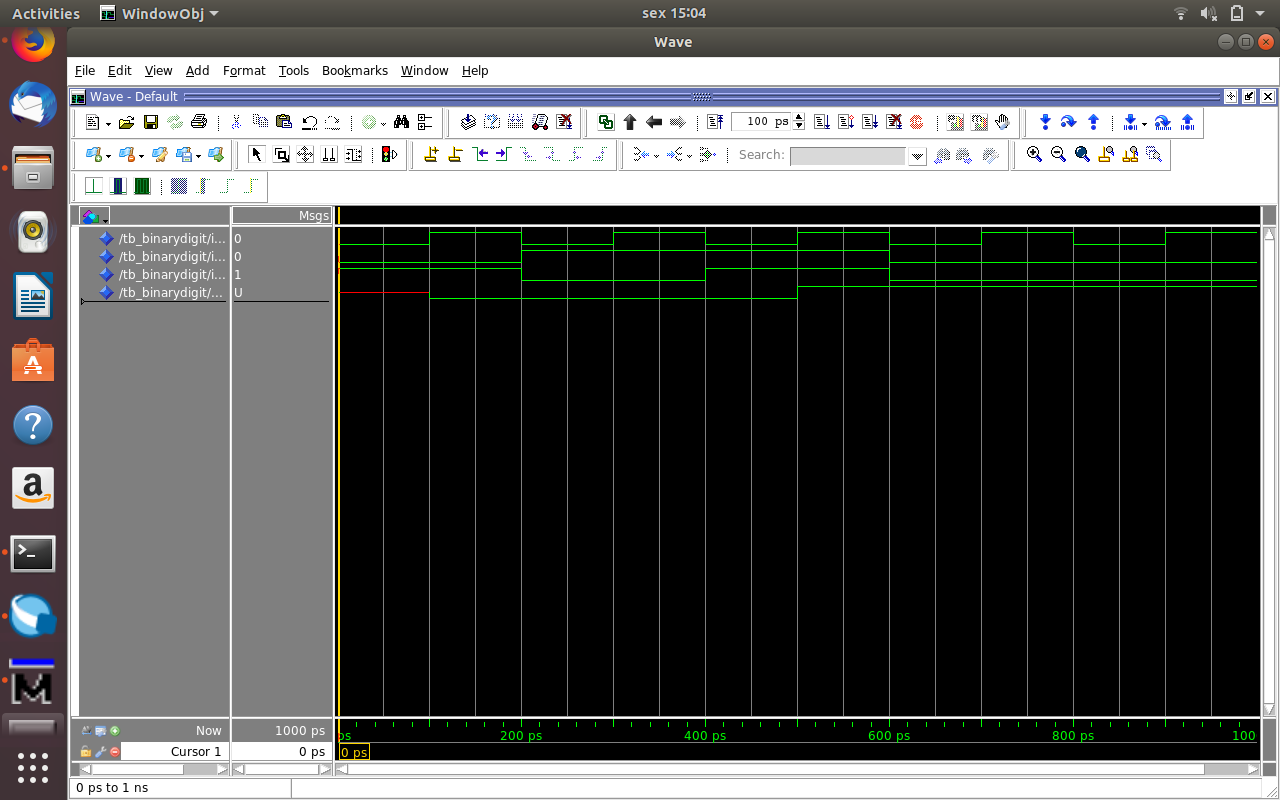 Activities WindowObj sex 15:04
Wave
File Edit View Add Format Tools Bookmarks Window Help
Wave - Default
100 ps
Search:
Msgs
/tb_binarydigit/i... 0
/tb_binarydigit/i... 0
/tb_binarydigit/i... 1
/tb_binarydigit/... U
Now 1000 ps ps 200 ps 400 ps 600 ps 800 ps 100
Cursor 1 0 ps 0 ps
0 ps to 1 ns